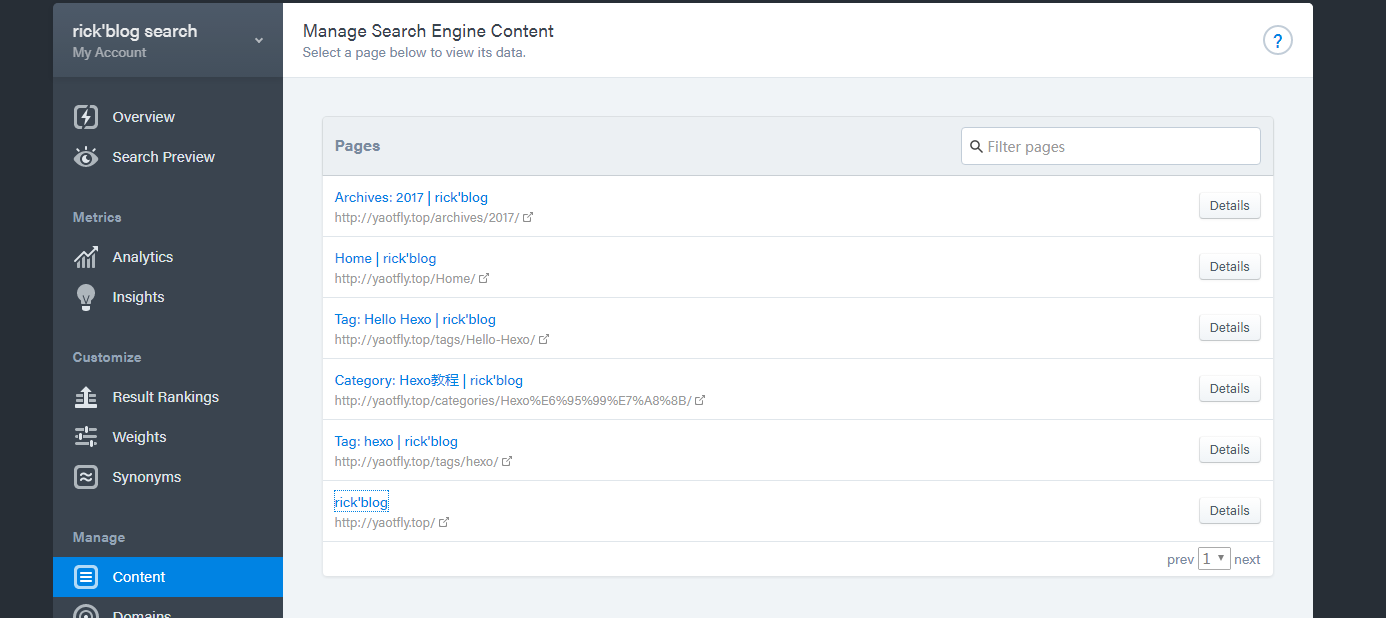 rick'blog search
My Account
Overview
Search Preview
Metrics
Analytics
Insights
Customize
Result Rankings
Weights
Synonyms
Manage
Content
Domains
Manage Search Engine Content
Select a page below to view its data.
?
Pages
Filter pages
Archives: 2017 | rick'blog
http://yaotfly.top/archives/2017/
Details
Home | rick'blog
http://yaotfly.top/Home/
Details
Tag: Hello Hexo | rick'blog
http://yaotfly.top/tags/Hello-Hexo/
Details
Category: Hexo教程 | rick'blog
http://yaotfly.top/categories/Hexo%E6%95%99%E7%A8%8B/
Details
Tag: hexo | rick'blog
http://yaotfly.top/tags/hexo/
Details
rick'blog
http://yaotfly.top/
Details
prev 1 next